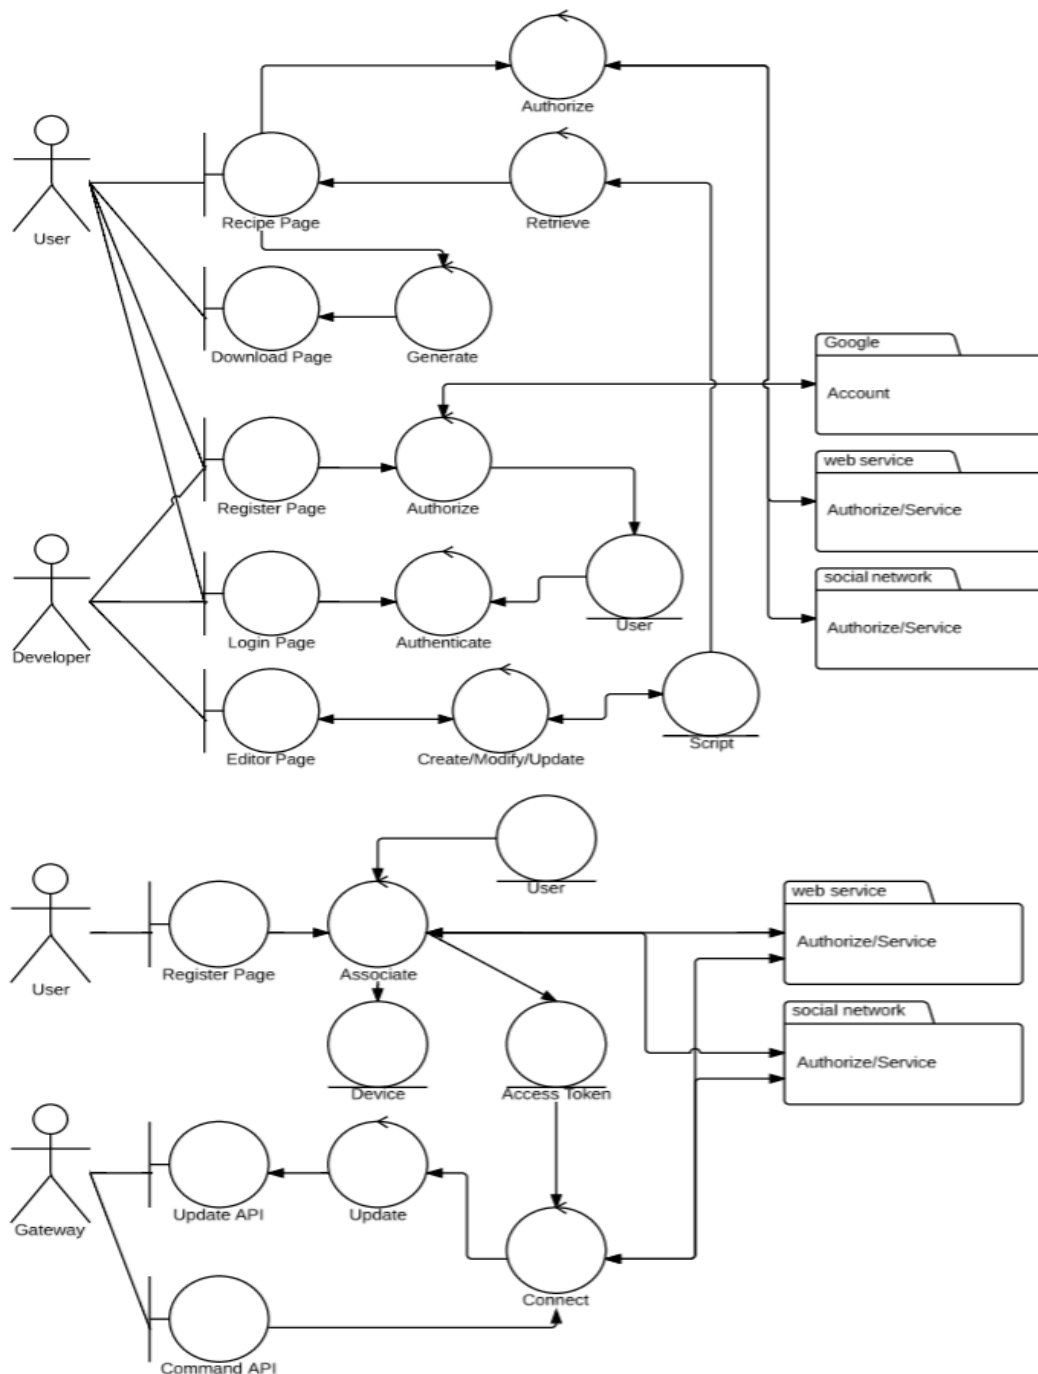 Authorize
User
Recipe Page
Retrieve
Download Page
Generate
Google
Account
Register Page
Authorize
web service
Authorize/Service
Developer
Login Page
Authenticate
User
social network
Authorize/Service
Editor Page
Create/Modify/Update
Script
User
User
Register Page
Associate
web service
Authorize/Service
Device
Access Token
social network
Authorize/Service
Gateway
Update API
Update
Connect
Command API